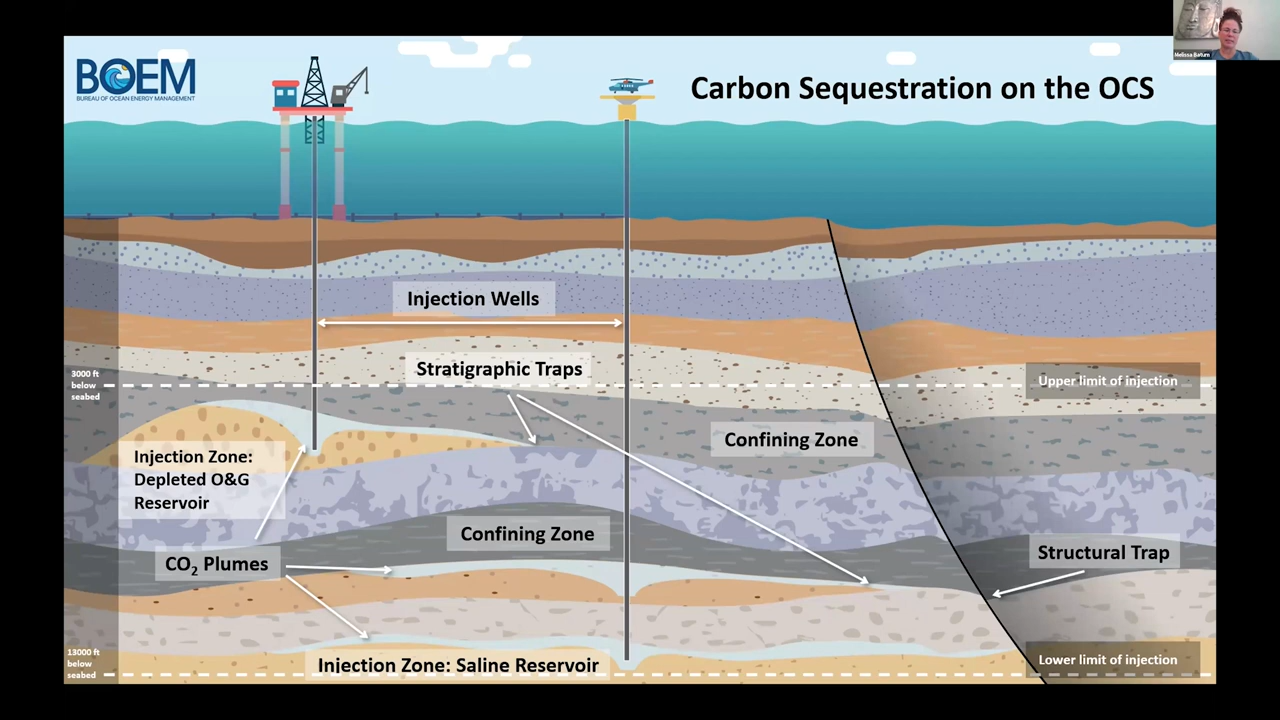 BOEM
BUREAU OF OCEAN ENERGY MANAGEMENT
Carbon Sequestration on the OCS
Melissa Batum
Injection Wells
Stratigraphic Traps
3000 ft
below
seabed
Upper limit of injection
Confining Zone
Injection Zone:
Depleted O&G
Reservoir
Confining Zone
CO₂ Plumes
Structural Trap
13000 ft
below
seabed
Injection Zone: Saline Reservoir
Lower limit of injection